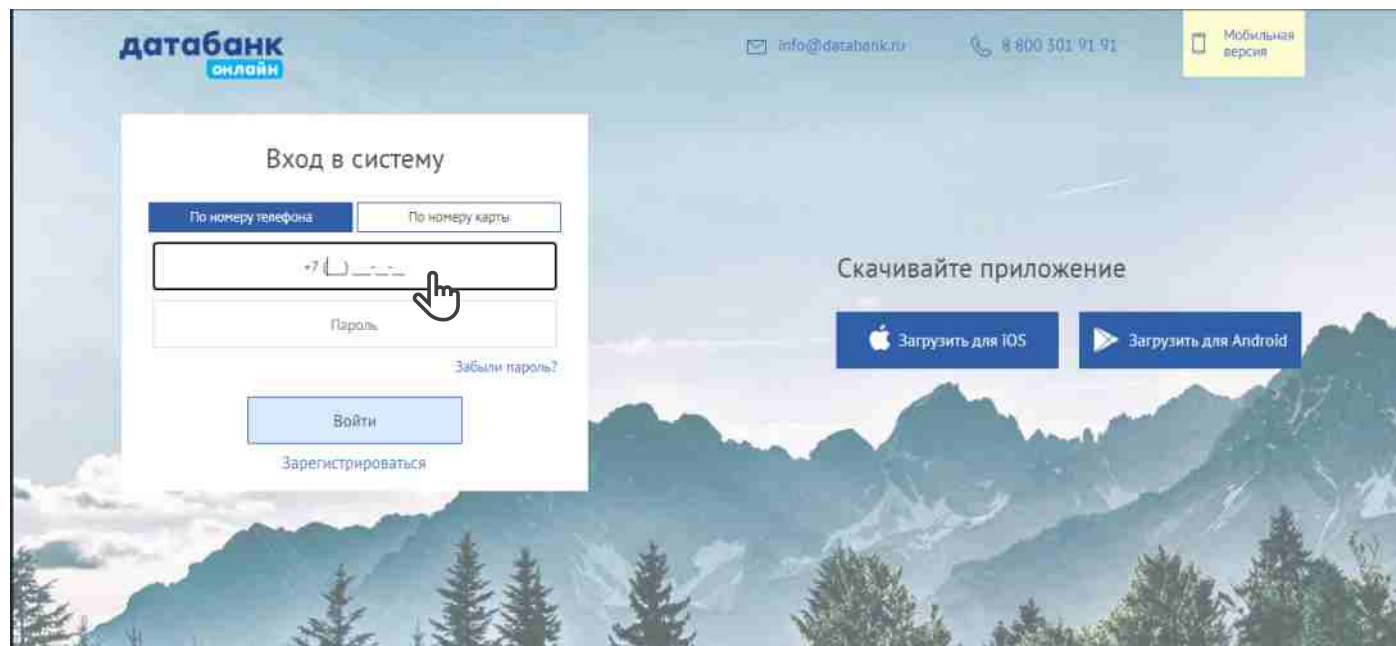 датабанк
онлайн
info@databank.ru
8 800 301 91 91
Мобильная
версия
Вход в систему
По номеру телефона
По номеру карты
+7 (__) __-_-__
Пароль
Забыли пароль?
Войти
Зарегистрироваться
Скачивайте приложение
Загрузить для iOS
Загрузить для Android